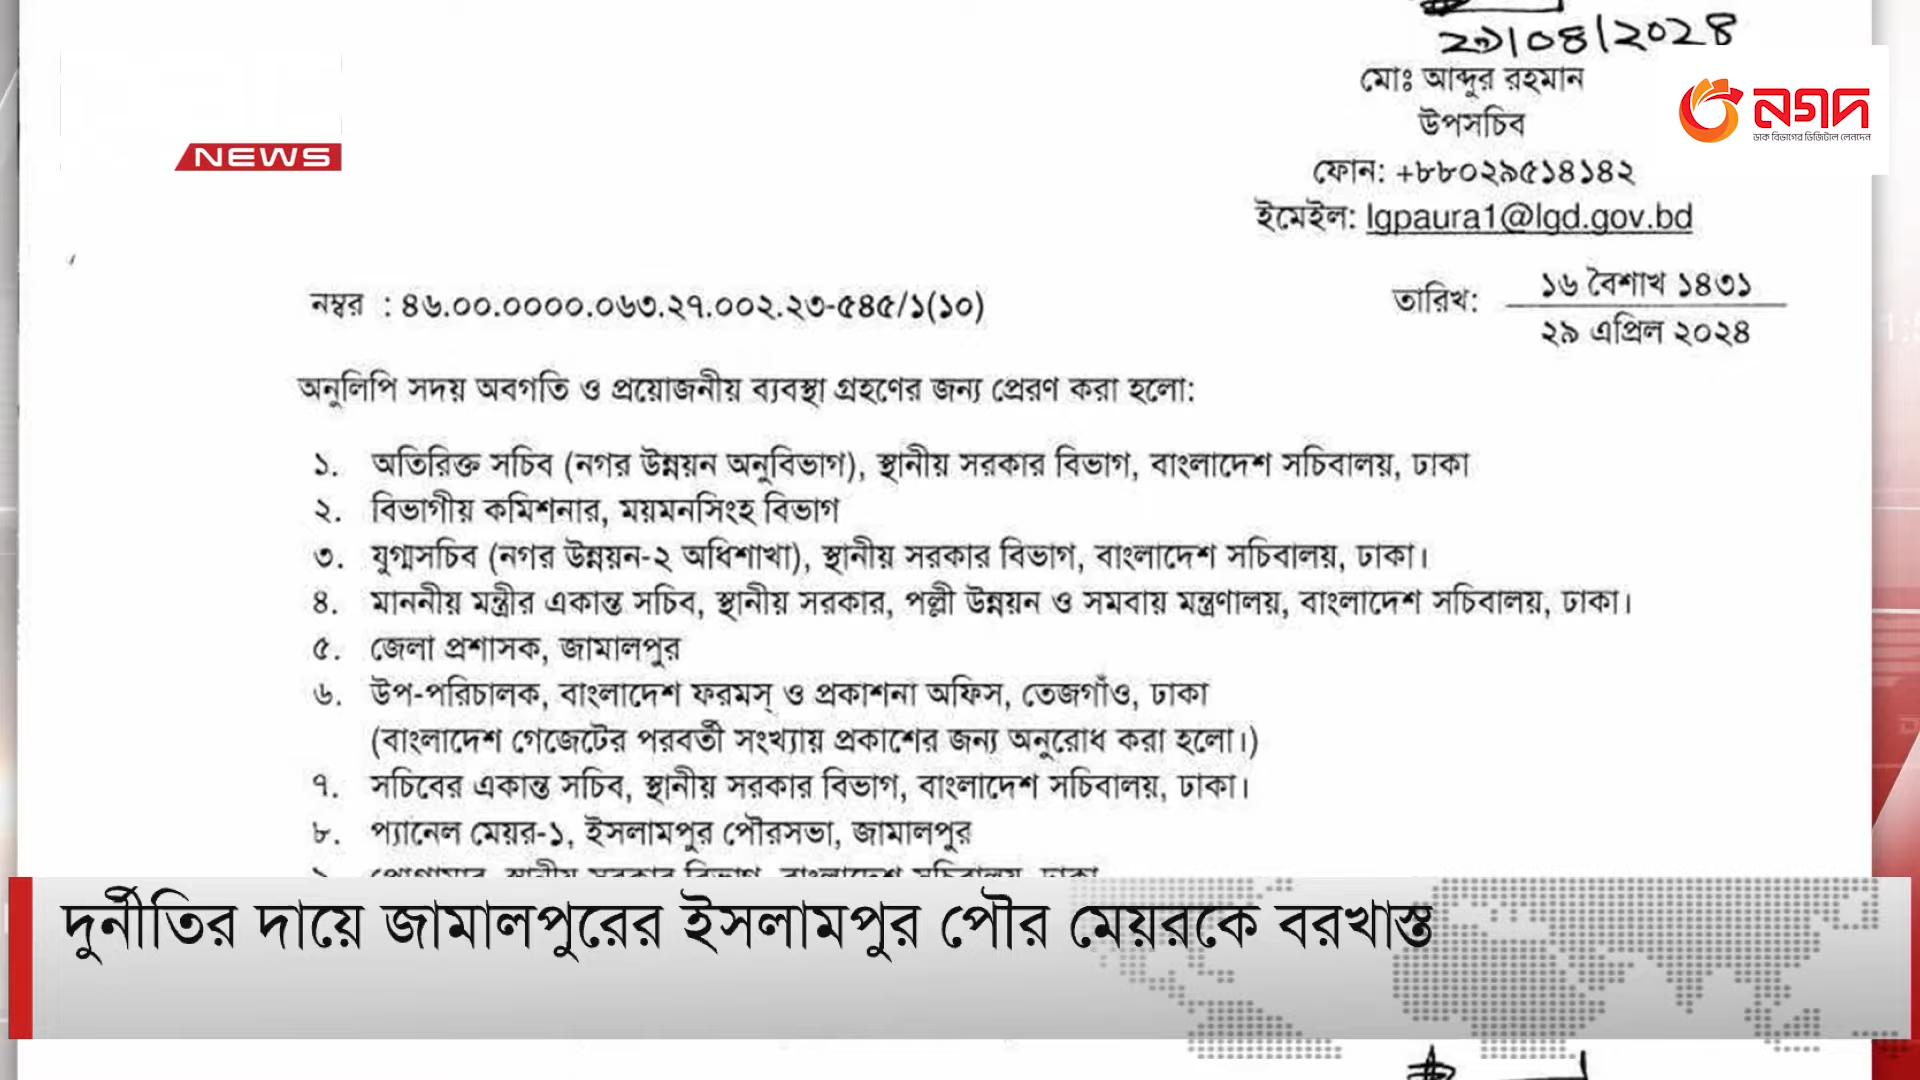 ২৯|০৪|২০২৪
মোঃ আব্দুর রহমান
উপসচিব
ফোন: +৮৮০২৯৫১৪১৪২
ইমেইল: lgpaura1@lgd.gov.bd
নগদ
ডাক বিভাগের ডিজিটাল লেনদেন
NEWS
নম্বর : ৪৬.০০.০০০০.০৬৩.২৭.০০২.২৩-৫৪৫/১(১০)
তারিখ:
১৬ বৈশাখ ১৪৩১
২৯ এপ্রিল ২০২৪
অনুলিপি সদয় অবগতি ও প্রয়োজনীয় ব্যবস্থা গ্রহণের জন্য প্রেরণ করা হলো:
১. অতিরিক্ত সচিব (নগর উন্নয়ন অনুবিভাগ), স্থানীয় সরকার বিভাগ, বাংলাদেশ সচিবালয়, ঢাকা
২. বিভাগীয় কমিশনার, ময়মনসিংহ বিভাগ
৩. যুগ্মসচিব (নগর উন্নয়ন-২ অধিশাখা), স্থানীয় সরকার বিভাগ, বাংলাদেশ সচিবালয়, ঢাকা।
৪. মাননীয় মন্ত্রীর একান্ত সচিব, স্থানীয় সরকার, পল্লী উন্নয়ন ও সমবায় মন্ত্রণালয়, বাংলাদেশ সচিবালয়, ঢাকা।
৫. জেলা প্রশাসক, জামালপুর
৬. উপ-পরিচালক, বাংলাদেশ ফরমস্ ও প্রকাশনা অফিস, তেজগাঁও, ঢাকা
(বাংলাদেশ গেজেটের পরবর্তী সংখ্যায় প্রকাশের জন্য অনুরোধ করা হলো।)
৭. সচিবের একান্ত সচিব, স্থানীয় সরকার বিভাগ, বাংলাদেশ সচিবালয়, ঢাকা।
৮. প্যানেল মেয়র-১, ইসলামপুর পৌরসভা, জামালপুর
দুর্নীতির দায়ে জামালপুরের ইসলামপুর পৌর মেয়রকে বরখাস্ত